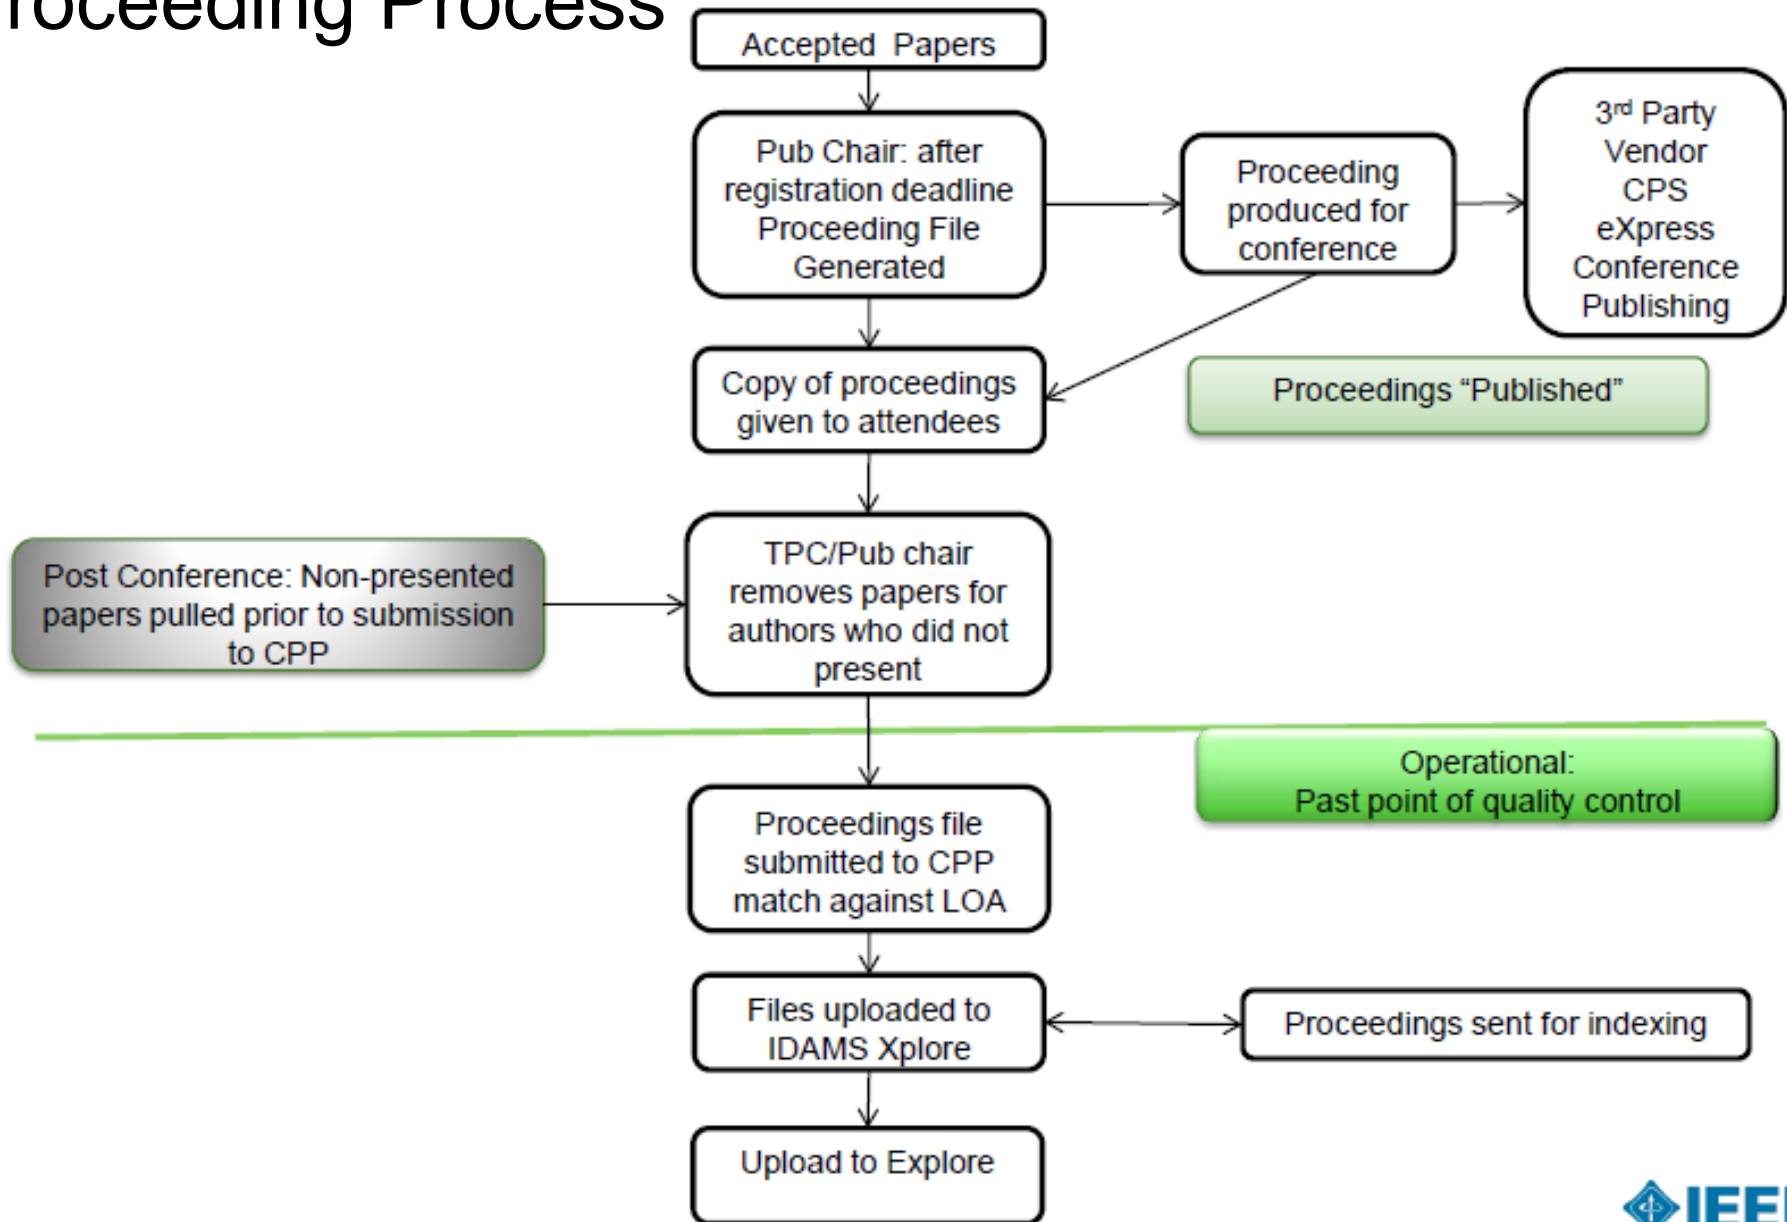 roceeding Process
Accepted Papers
Pub Chair: after
registration deadline
Proceeding File
Generated
Proceeding
produced for
conference
3rd Party
Vendor
CPS
eXpress
Conference
Publishing
Copy of proceedings
given to attendees
Proceedings “Published”
Post Conference: Non-presented
papers pulled prior to submission
to CPP
TPC/Pub chair
removes papers for
authors who did not
present
Operational:
Past point of quality control
Proceedings file
submitted to CPP
match against LOA
Files uploaded to
IDAMS Xplore
Proceedings sent for indexing
Upload to Explore
IEE